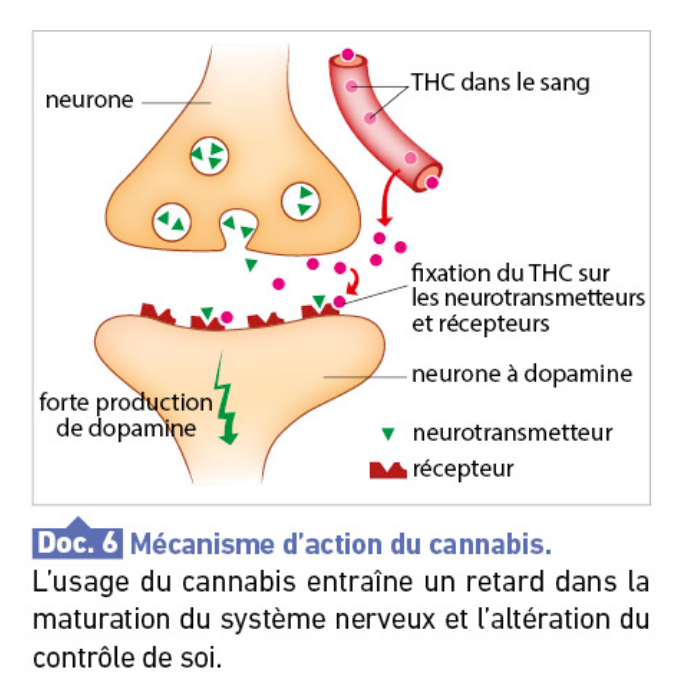 neurone
THC dans le sang
fixation du THC sur
les neurotransmetteurs
et récepteurs
neurone à dopamine
forte production
de dopamine
neurotransmetteur
récepteur
Doc. 6 Mécanisme d'action du cannabis.
L'usage du cannabis entraîne un retard dans la
maturation du système nerveux et l'altération du
contrôle de soi.